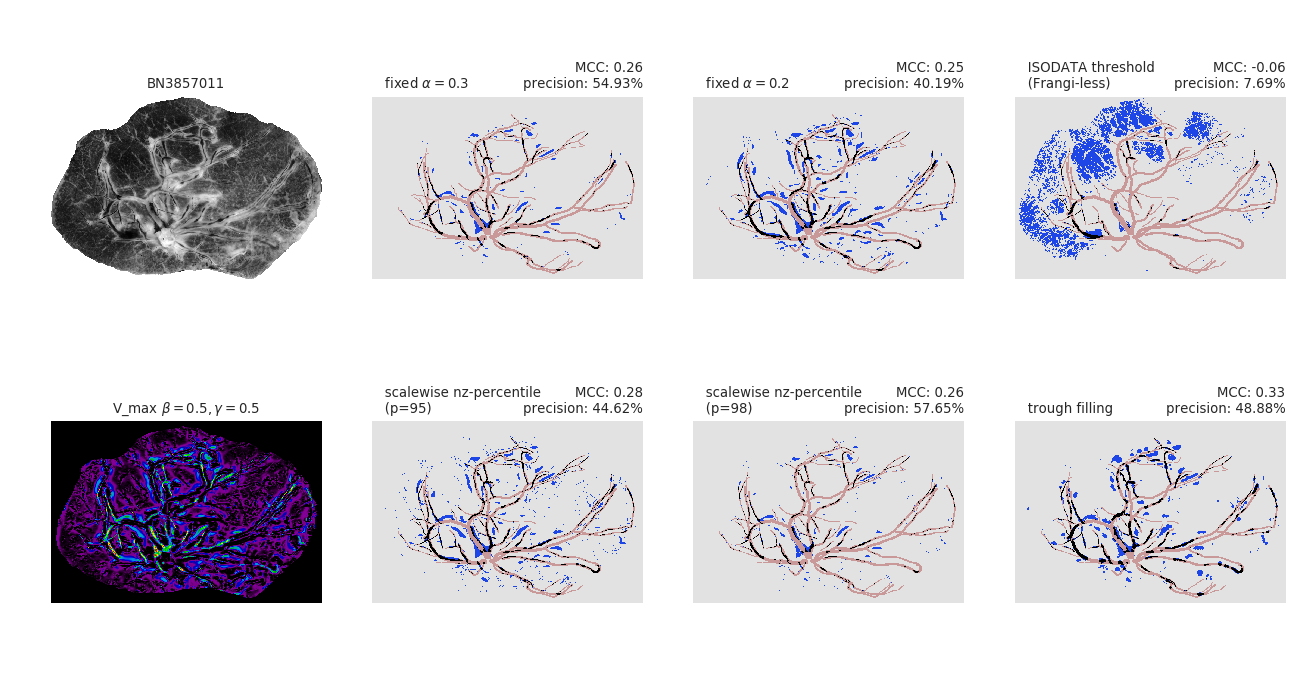 BN3857011
MCC: 0.26
fixed α = 0.3 precision: 54.93%
MCC: 0.25
fixed α = 0.2 precision: 40.19%
ISODATA threshold MCC: -0.06
(Frangi-less) precision: 7.69%
V_max β = 0.5, γ = 0.5
scalewise nz-percentile MCC: 0.28
(p=95) precision: 44.62%
scalewise nz-percentile MCC: 0.26
(p=98) precision: 57.65%
MCC: 0.33
trough filling precision: 48.88%